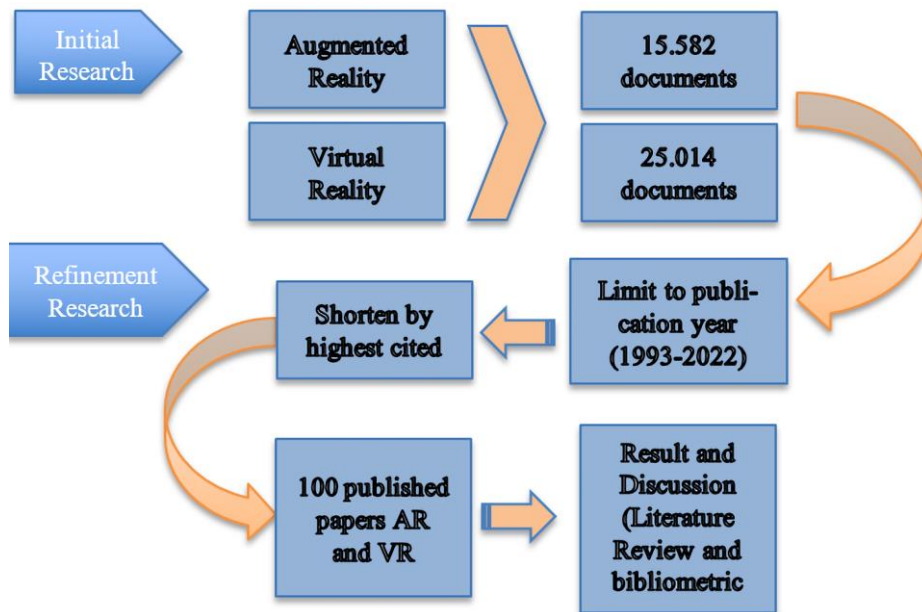 Initial
Research
Augmented
Reality
15.582
documents
Virtual
Reality
25.014
documents
Refinement
Research
Shorten by
highest cited
Limit to publi-
cation year
(1993-2022)
100 published
papers AR
and VR
Result and
Discussion
(Literature
Review and
bibliometric